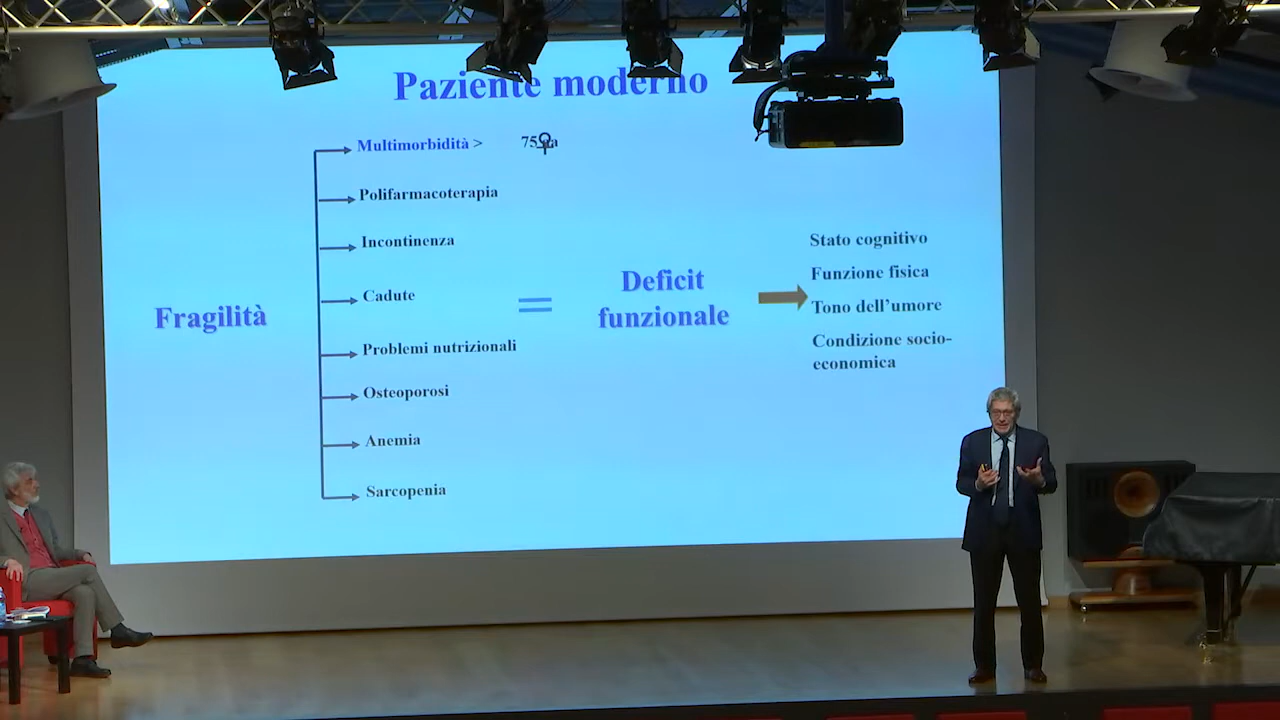 Paziente moderno
Multimorbidità > 75
Polifarmacoterapia
Incontinenza
Cadute
Problemi nutrizionali
Osteoporosi
Anemia
Sarcopenia
Fragilità
=
Deficit
funzionale
Stato cognitivo
Funzione fisica
Tono dell'umore
Condizione socio-
economica